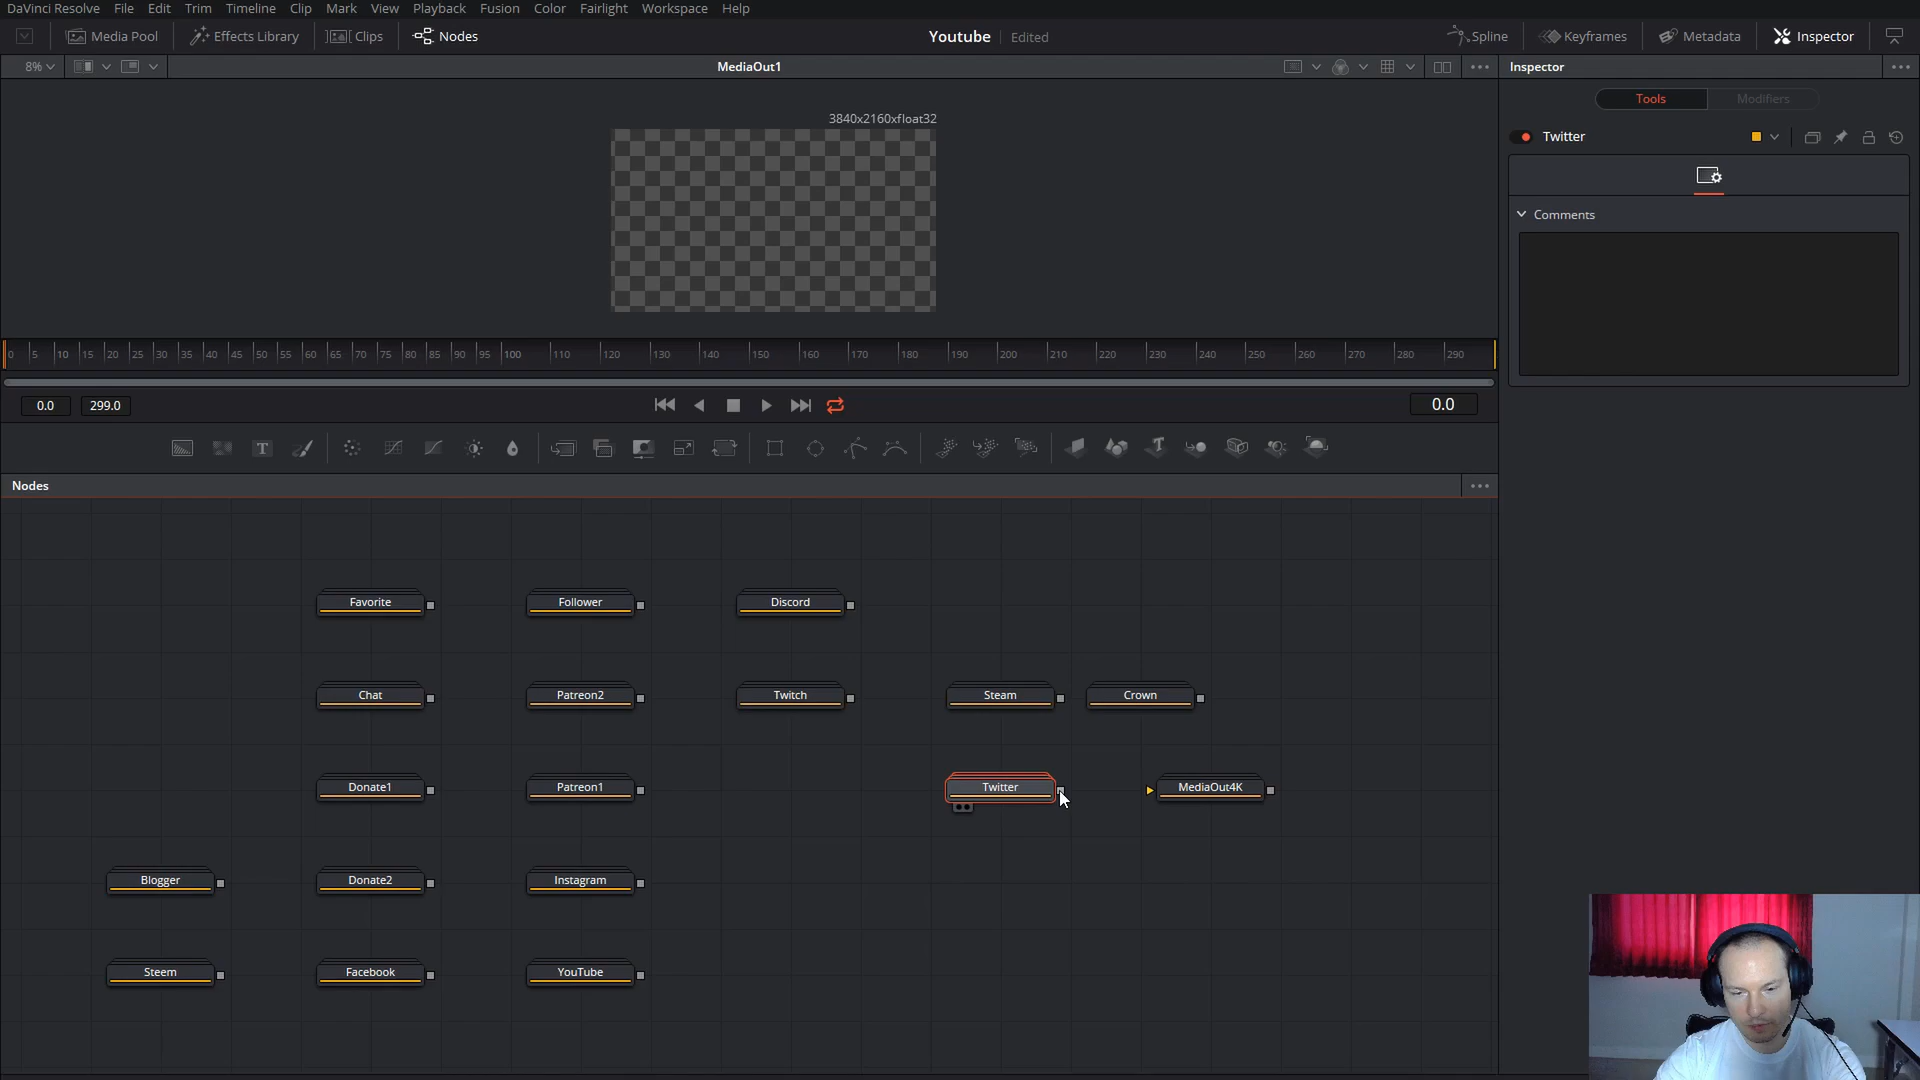 DaVinci Resolve File Edit Trim Timeline Clip Mark View Playback Fusion Color Fairlight Workspace Help
Media Pool Effects Library Clips Nodes Youtube Edited Spline Keyframes Metadata Inspector
8% MediaOut1 Inspector
Tools Modifiers
3840x2160xfloat32
Twitter
Comments
0 5 10 15 20 25 30 35 40 45 50 55 60 65 70 75 80 85 90 95 100 110 120 130 140 150 160 170 180 190 200 210 220 230 240 250 260 270 280 290
0.0 299.0 0.0
T T
Nodes
Favorite Follower Discord
Chat Patreon2 Twitch Steam Crown
Donate1 Patreon1 Twitter MediaOut4K
Blogger Donate2 Instagram
Steem Facebook YouTube